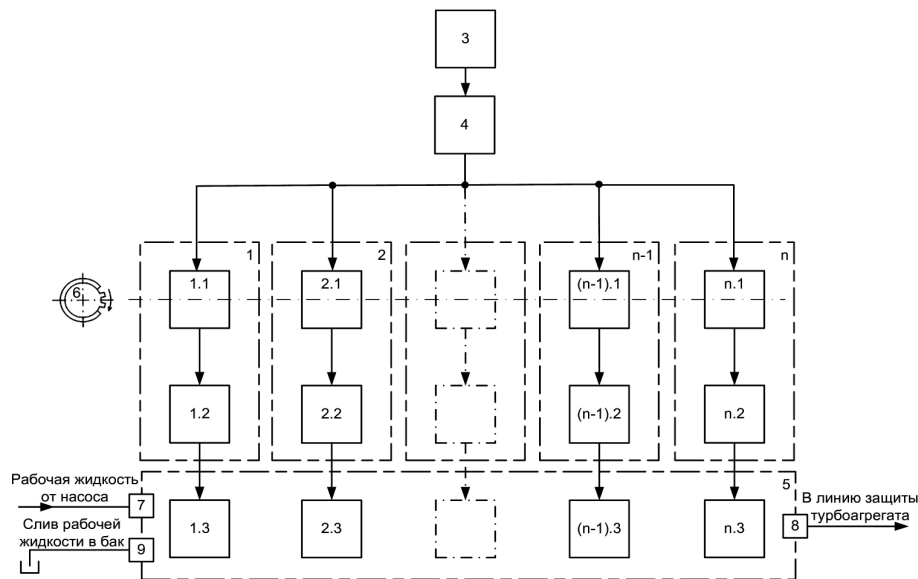 3
4
1
2
n-1
n
6
1.1
2.1
(n-1).1
n.1
1.2
2.2
(n-1).2
n.2
Рабочая жидкость
от насоса
7
Слив рабочей
жидкости в бак
9
1.3
2.3
(n-1).3
n.3
5
8
В линию защиты
турбоагрегата